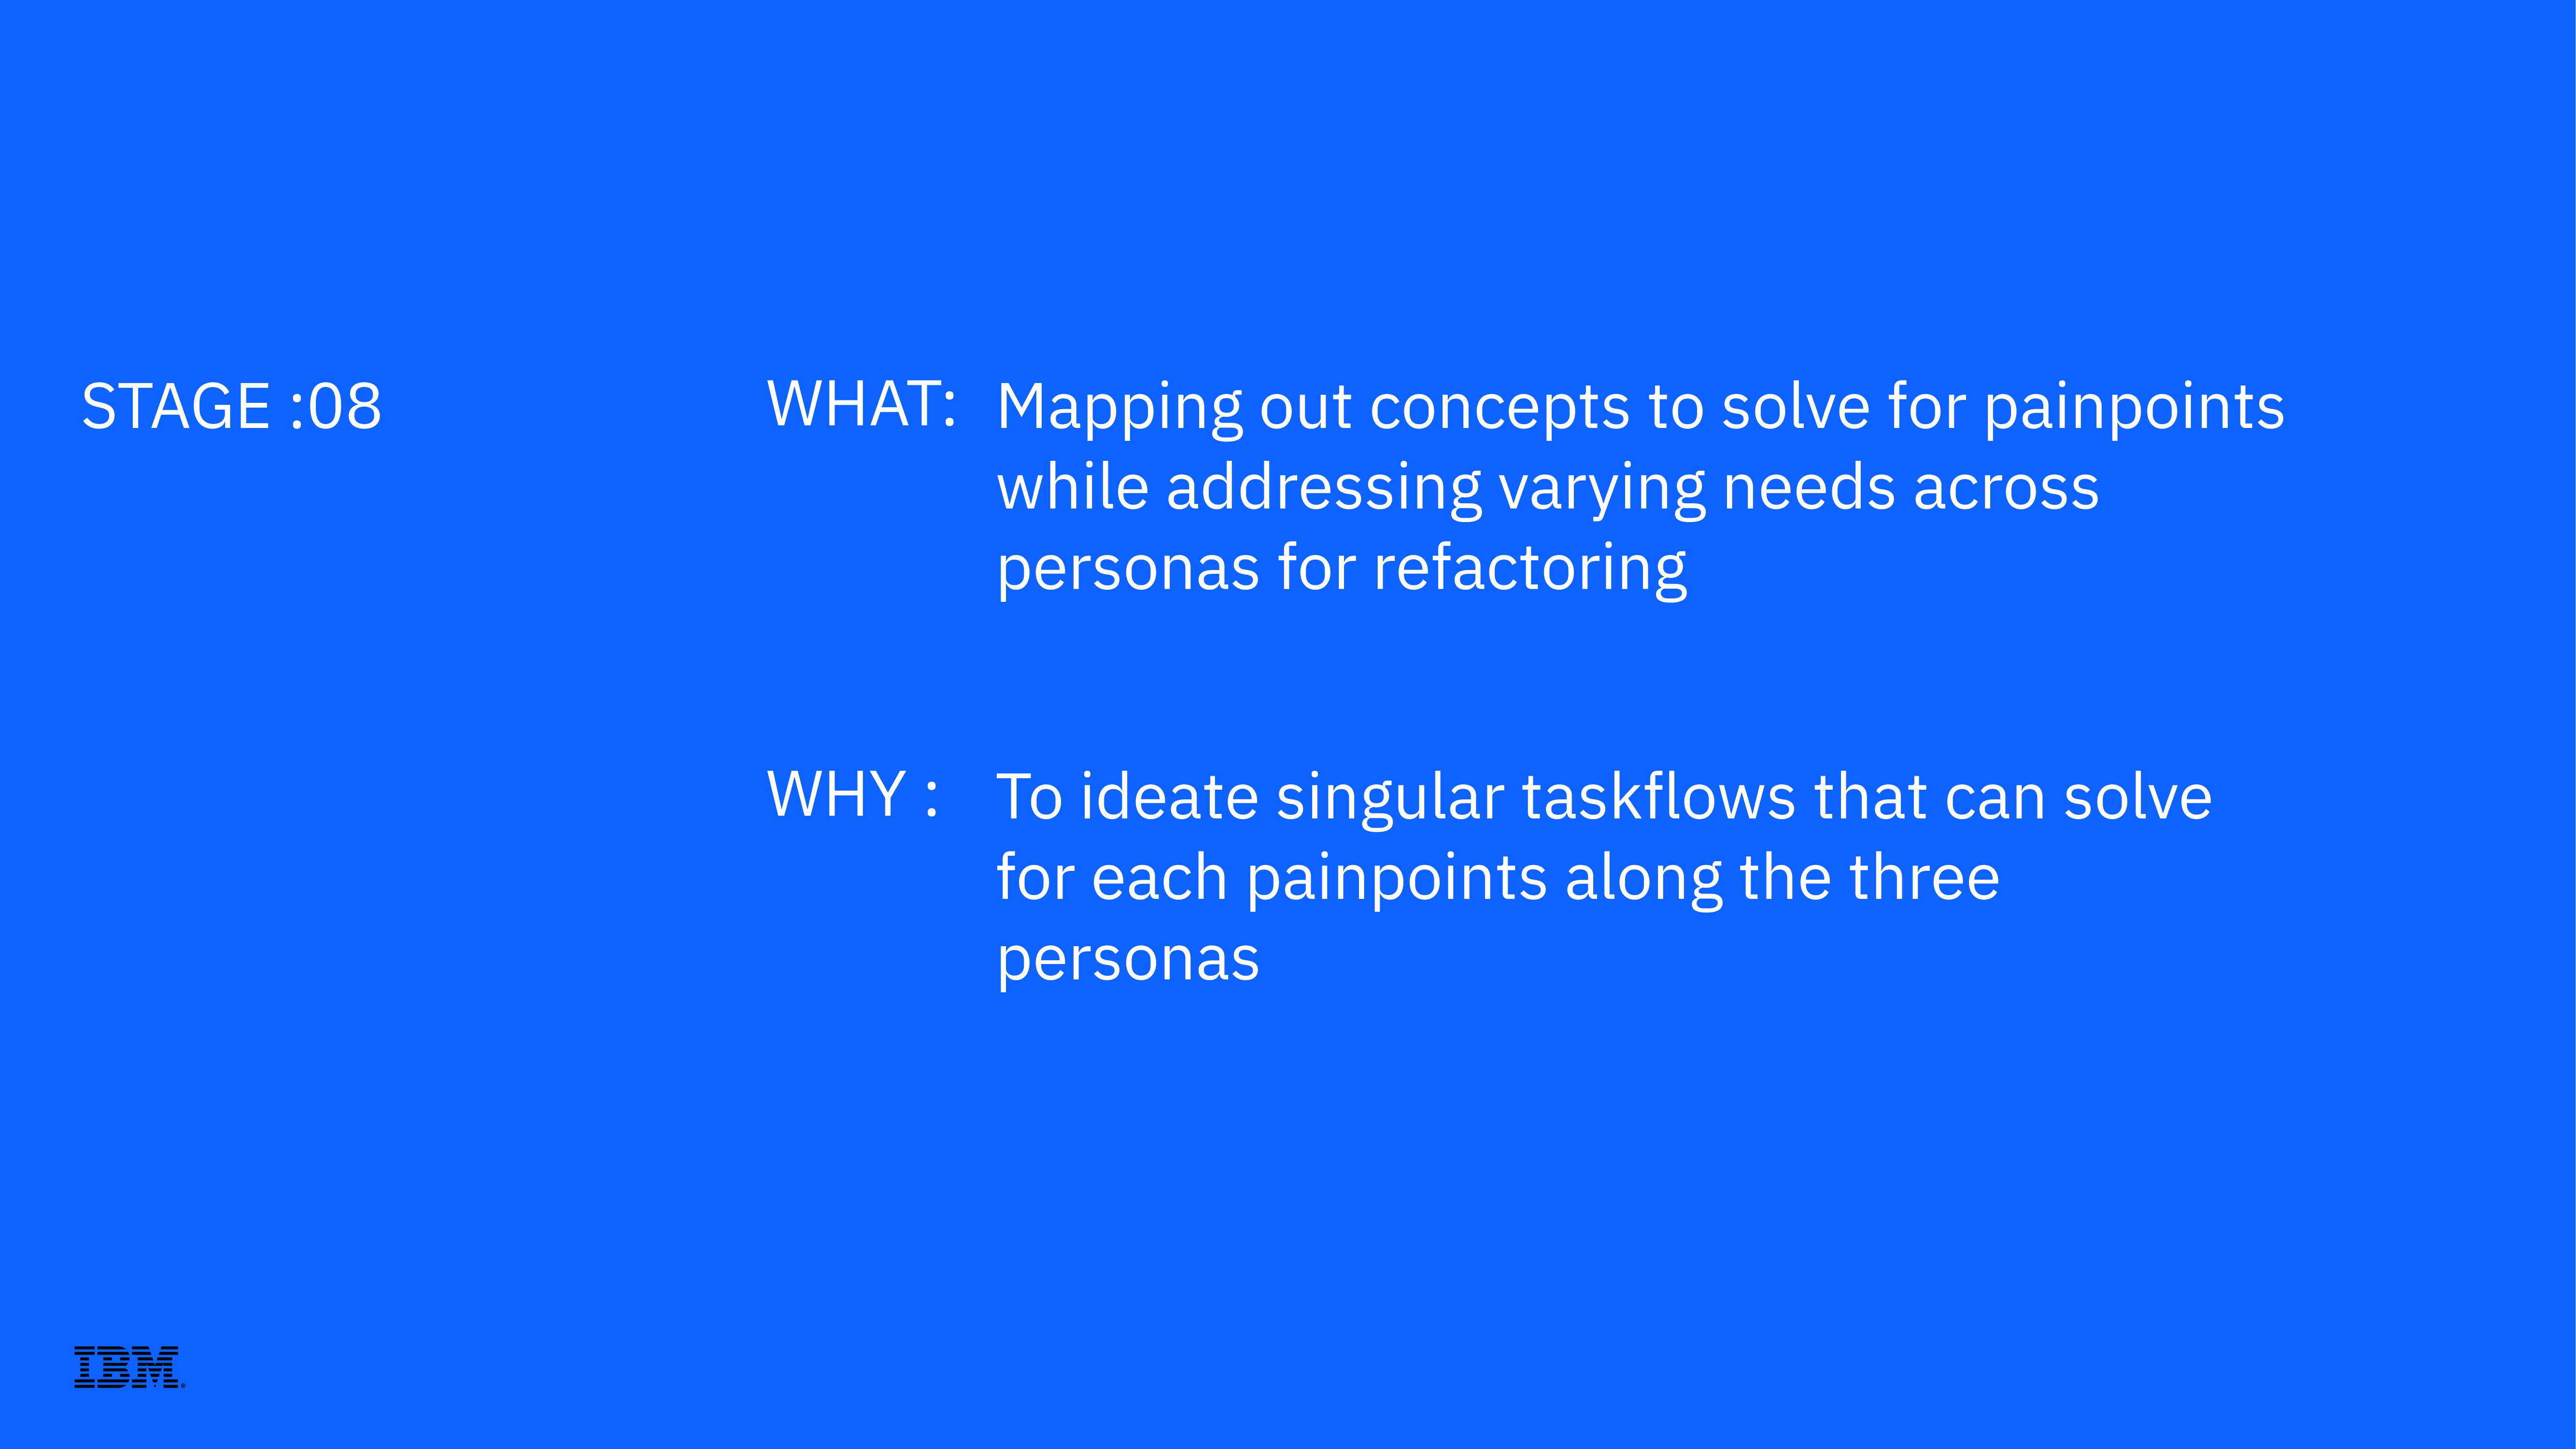 STAGE :08
WHAT:
Mapping out concepts to solve for painpoints
while addressing varying needs across
personas for refactoring
WHY :
To ideate singular taskflows that can solve
for each painpoints along the three
personas
IBM®